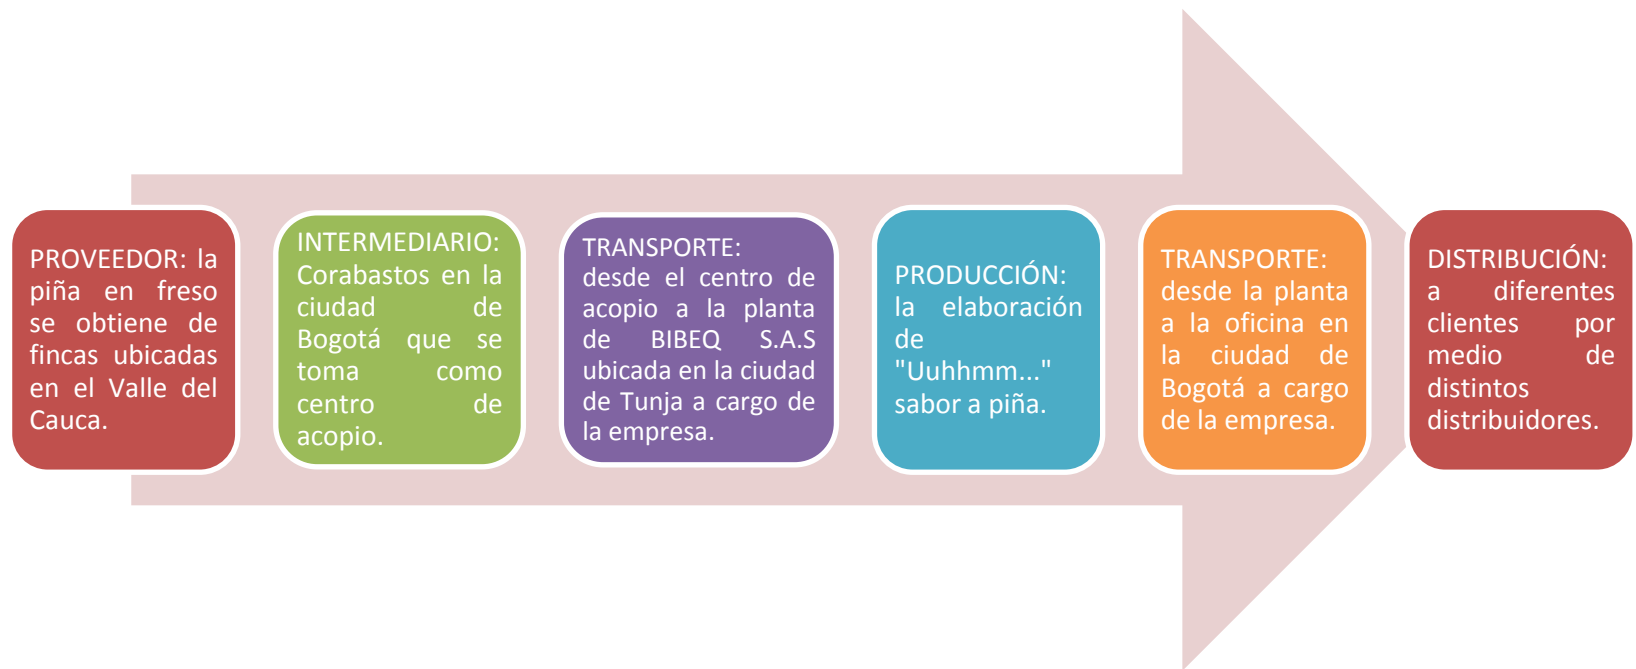 PROVEEDOR: la
piña en freso
se obtiene de
fincas ubicadas
en el Valle del
Cauca.
INTERMEDIARIO:
Corabastos en la
ciudad de
Bogotá que se
toma como
centro de
acopio.
TRANSPORTE:
desde el centro de
acopio a la planta
de BIBEQ S.A.S
ubicada en la ciudad
de Tunja a cargo de
la empresa.
PRODUCCIÓN:
la elaboración
de
"Uuhhmm..."
sabor a piña.
TRANSPORTE:
desde la planta
a la oficina en
la ciudad de
Bogotá a cargo
de la empresa.
DISTRIBUCIÓN:
a diferentes
clientes por
medio de
distintos
distribuidores.